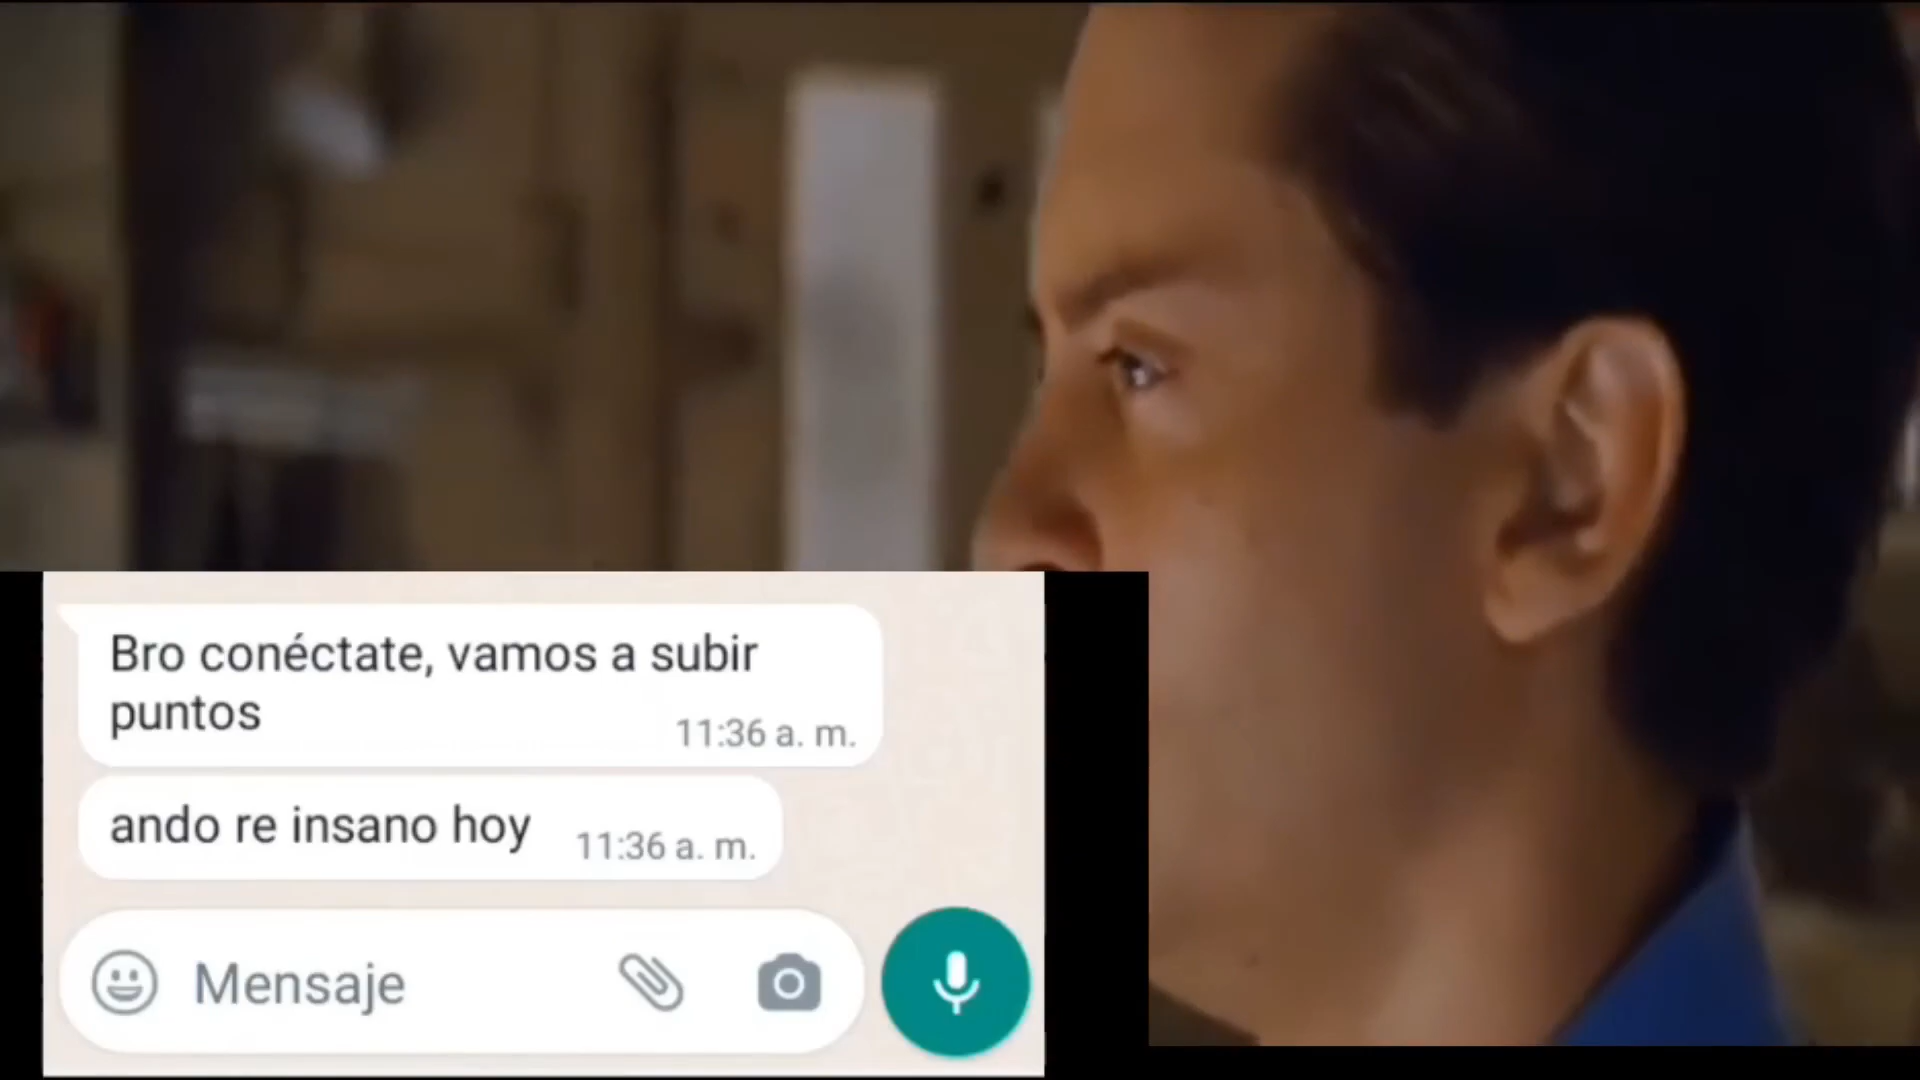 Bro conéctate, vamos a subir
puntos
11:36 a. m.
ando re insano hoy
11:36 a. m.
Mensaje